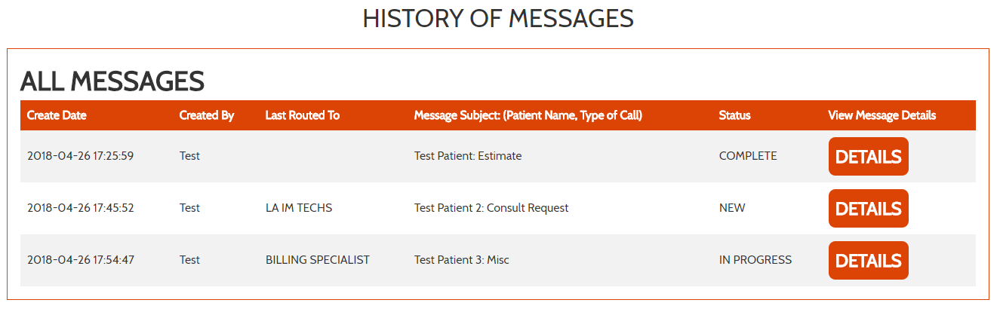 HISTORY OF MESSAGES
ALL MESSAGES
Create Date Created By Last Routed To Message Subject: (Patient Name, Type of Call) Status View Message Details
2018-04-26 17:25:59 Test Test Patient: Estimate COMPLETE DETAILS
2018-04-26 17:45:52 Test LA IM TECHS Test Patient 2: Consult Request NEW DETAILS
2018-04-26 17:54:47 Test BILLING SPECIALIST Test Patient 3: Misc IN PROGRESS DETAILS